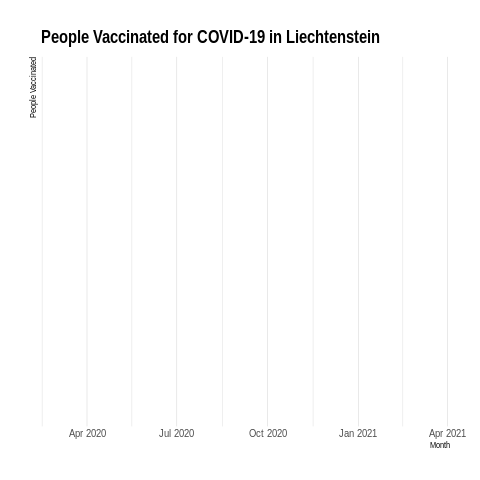 People Vaccinated for COVID-19 in Liechtenstein
People Vaccinated
Apr 2020
Jul 2020
Oct 2020
Jan 2021
Apr 2021
Month